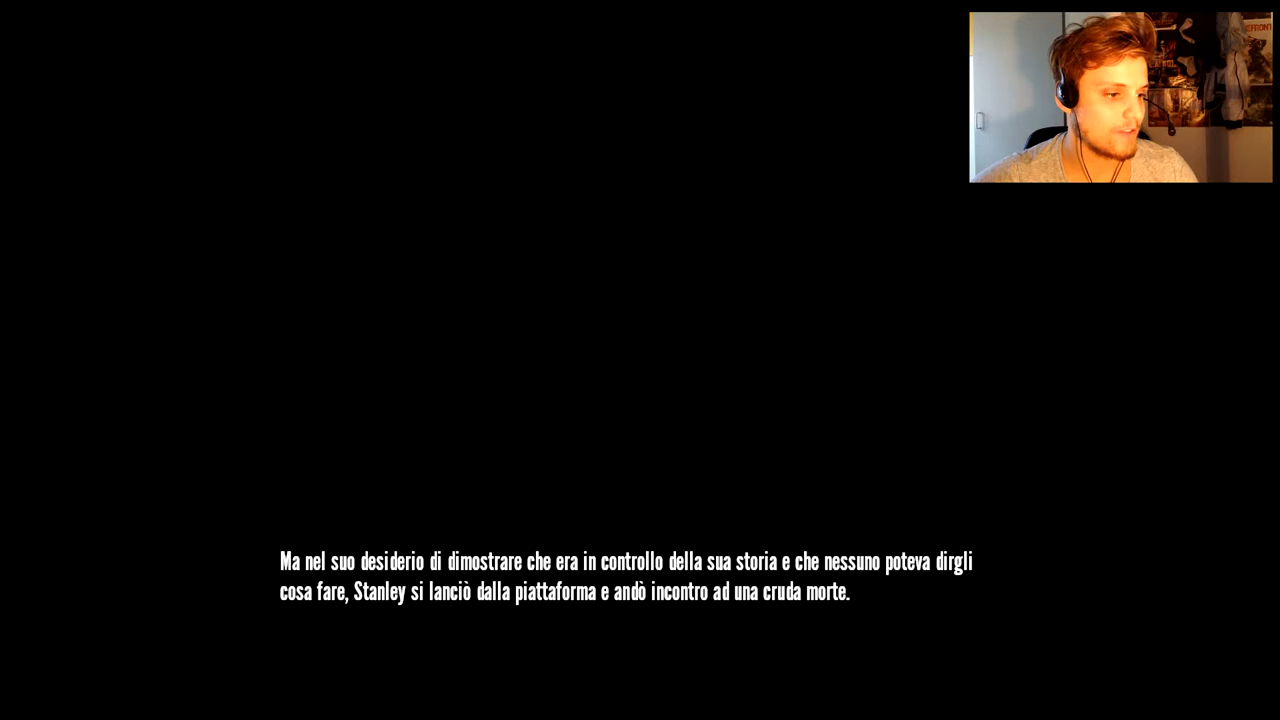 Ma nel suo desiderio di dimostrare che era in controllo della sua storia e che nessuno poteva dirgli
cosa fare, Stanley si lanciò dalla piattaforma e andò incontro ad una cruda morte.